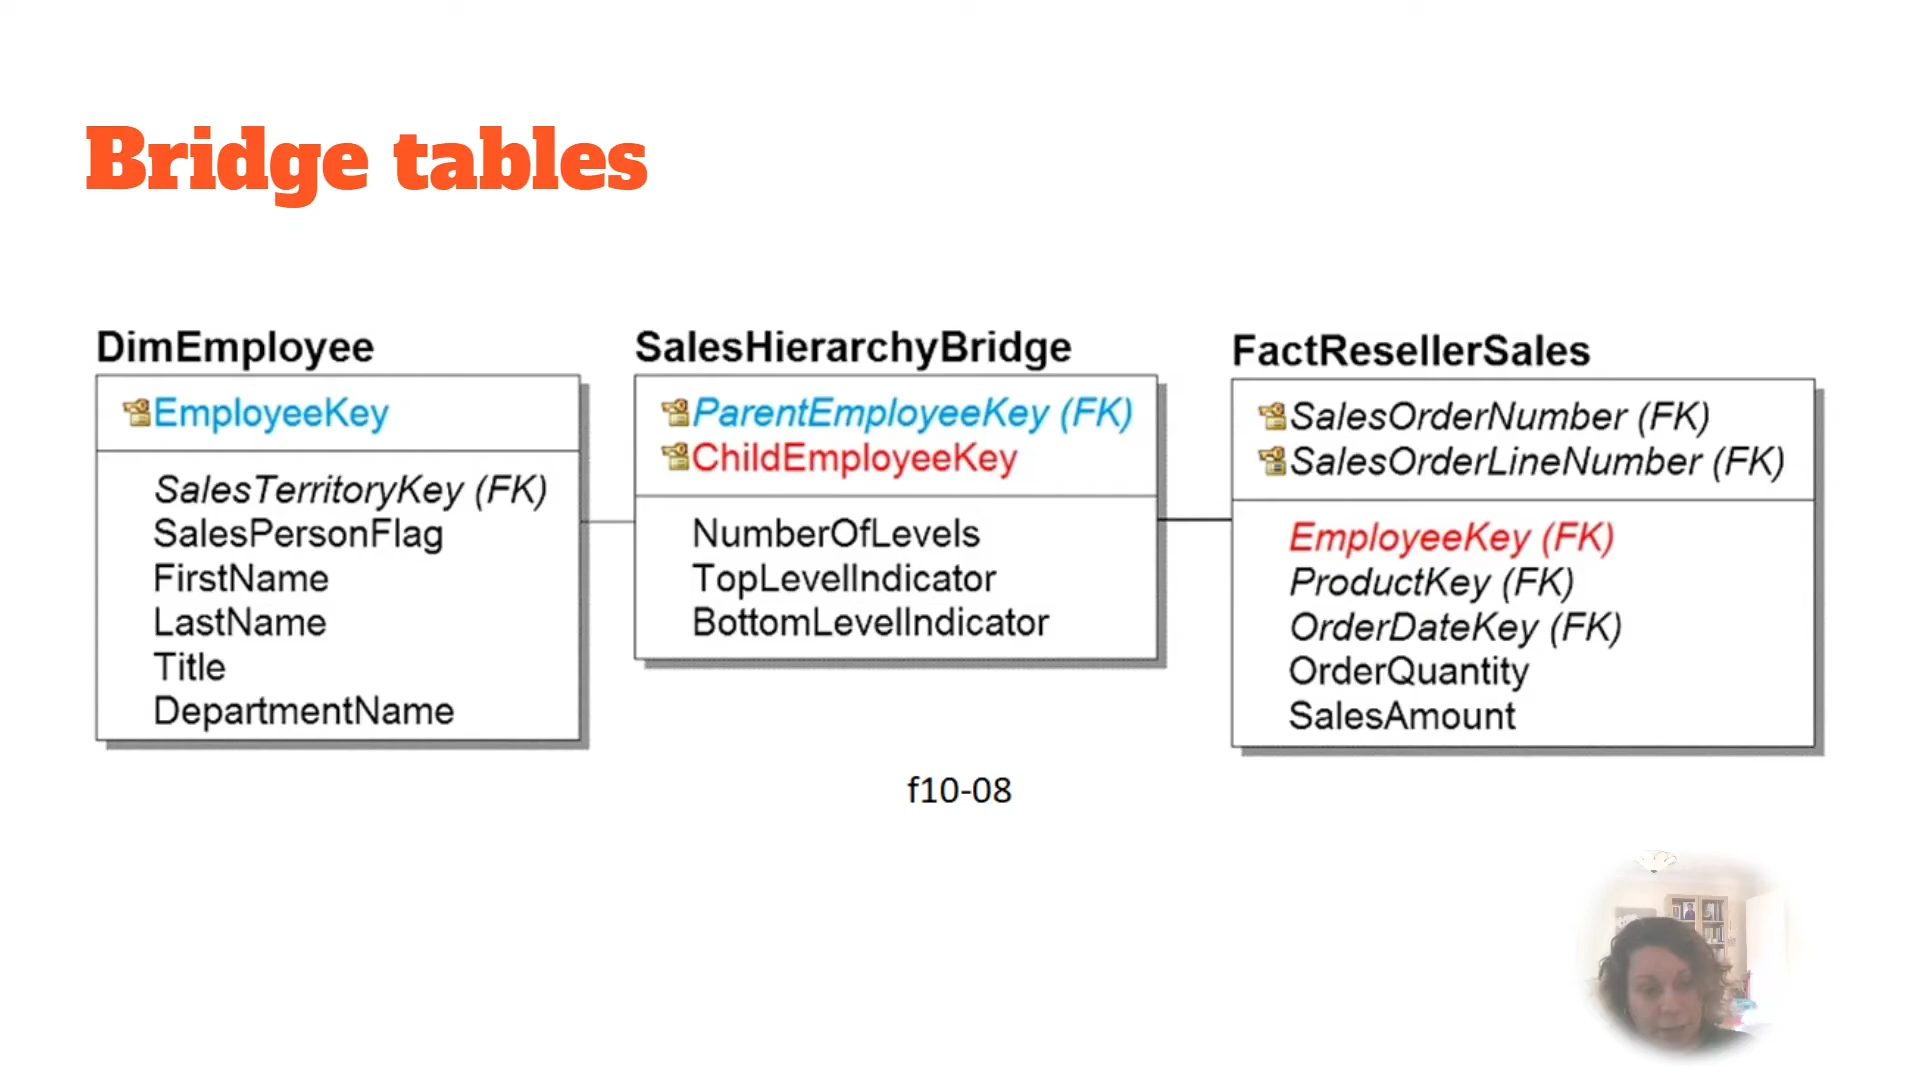 Bridge tables
DimEmployee
EmployeeKey
SalesTerritoryKey (FK)
SalesPersonFlag
FirstName
LastName
Title
DepartmentName
SalesHierarchyBridge
ParentEmployeeKey (FK)
ChildEmployeeKey
NumberOfLevels
TopLevelIndicator
BottomLevelIndicator
FactResellerSales
SalesOrderNumber (FK)
SalesOrderLineNumber (FK)
EmployeeKey (FK)
ProductKey (FK)
OrderDateKey (FK)
OrderQuantity
SalesAmount
f10-08